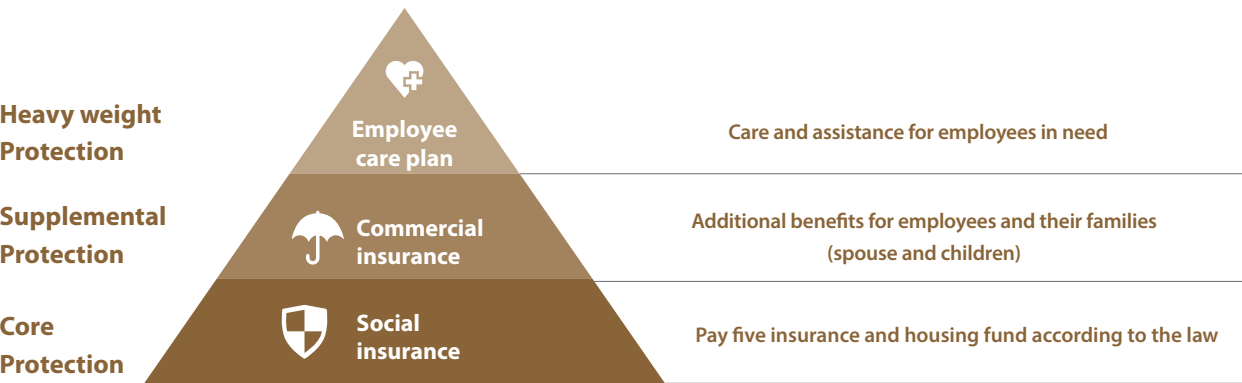 Heavy weight
Protection
Employee
care plan
Care and assistance for employees in need
Supplemental
Protection
Commercial
insurance
Additional benefits for employees and their families
(spouse and children)
Core
Protection
Social
insurance
Pay five insurance and housing fund according to the law